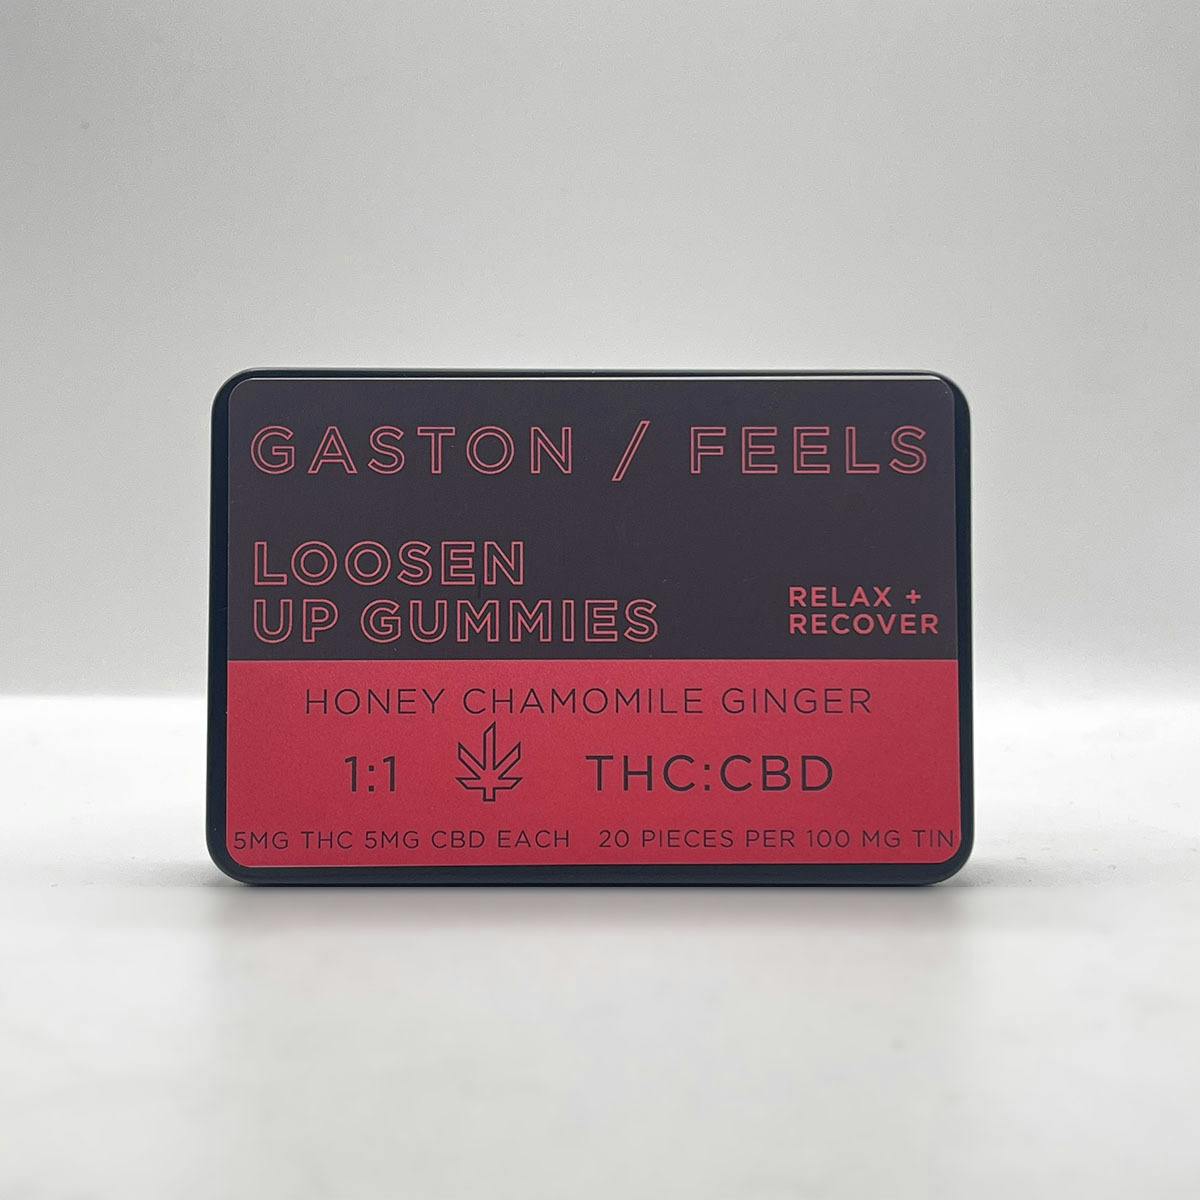 GASTON / FEELS
LOOSEN
UP GUMMIES
RELAX +
RECOVER
HONEY CHAMOMILE GINGER
1:1 THC:CBD
5MG THC 5MG CBD EACH 20 PIECES PER 100 MG TIN